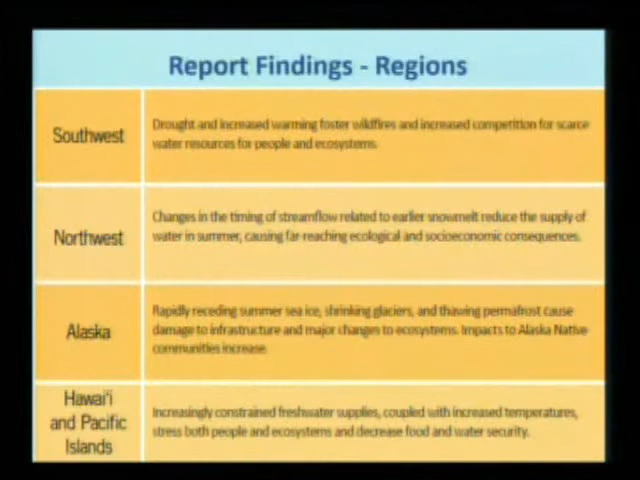 Report Findings - Regions
Southwest
Drought and increased warming foster wildfires and increased competition for scarce
water resources for people and ecosystems.
Northwest
Changes in the timing of streamflow related to earlier snowmelt reduce the supply of
water in summer, causing far-reaching ecological and socioeconomic consequences.
Alaska
Rapidly receding summer sea ice, shrinking glaciers, and thawing permafrost cause
damage to infrastructure and major changes to ecosystems. Impacts to Alaska Native
communities increase.
Hawai'i
and Pacific
Islands
Increasingly constrained freshwater supplies, coupled with increased temperatures,
stress both people and ecosystems and decrease food and water security.